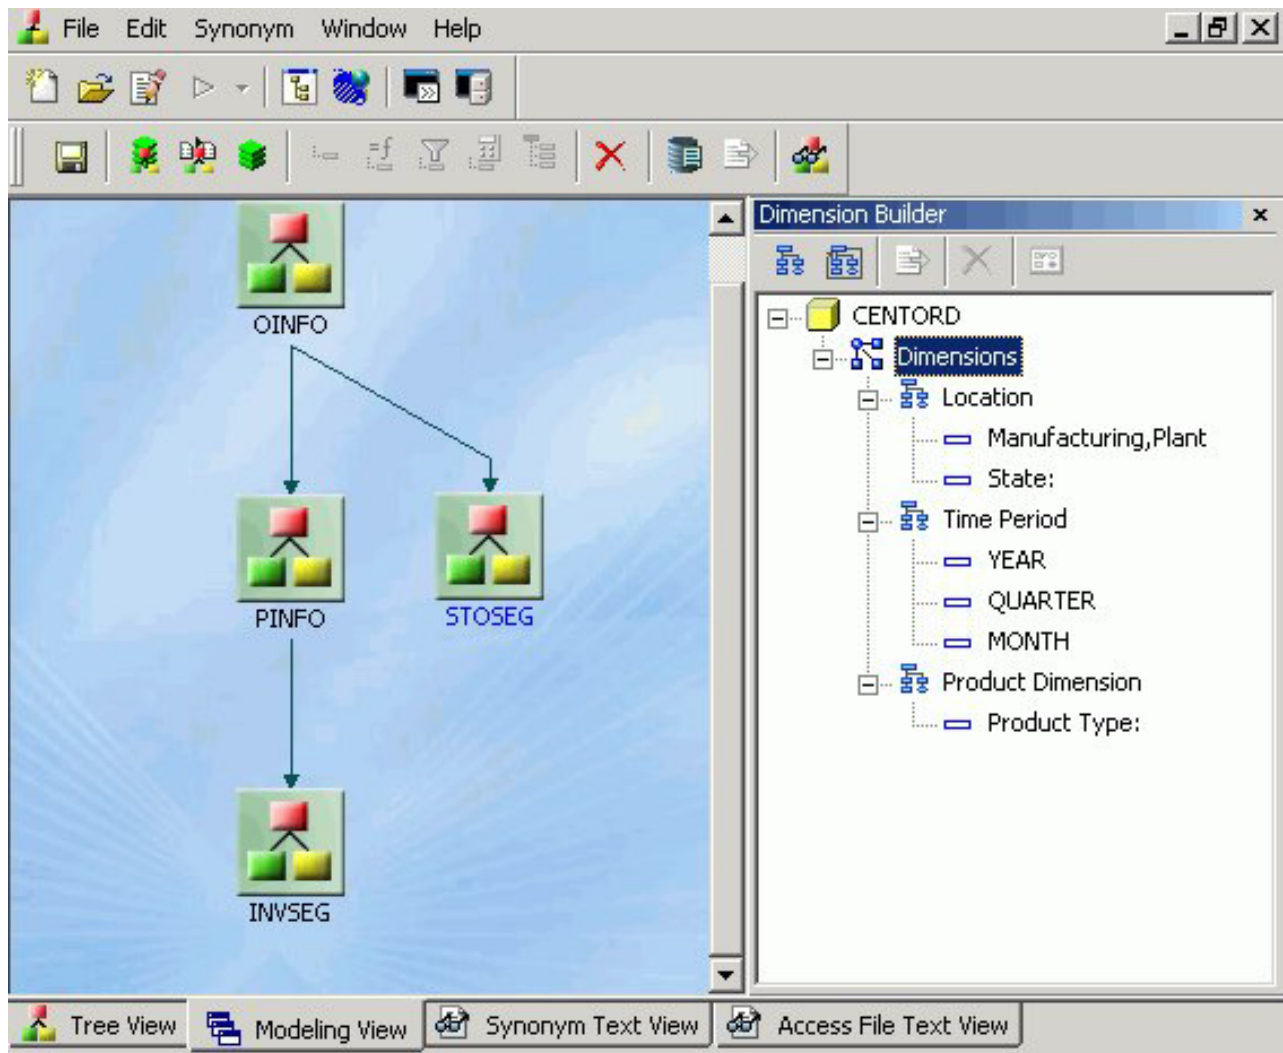 File Edit Synonym Window Help
Dimension Builder
OINFO
PINFO
STOSEG
INVSEG
CENTORD
Dimensions
Location
Manufacturing,Plant
State:
Time Period
YEAR
QUARTER
MONTH
Product Dimension
Product Type:
Tree View Modeling View Synonym Text View Access File Text View